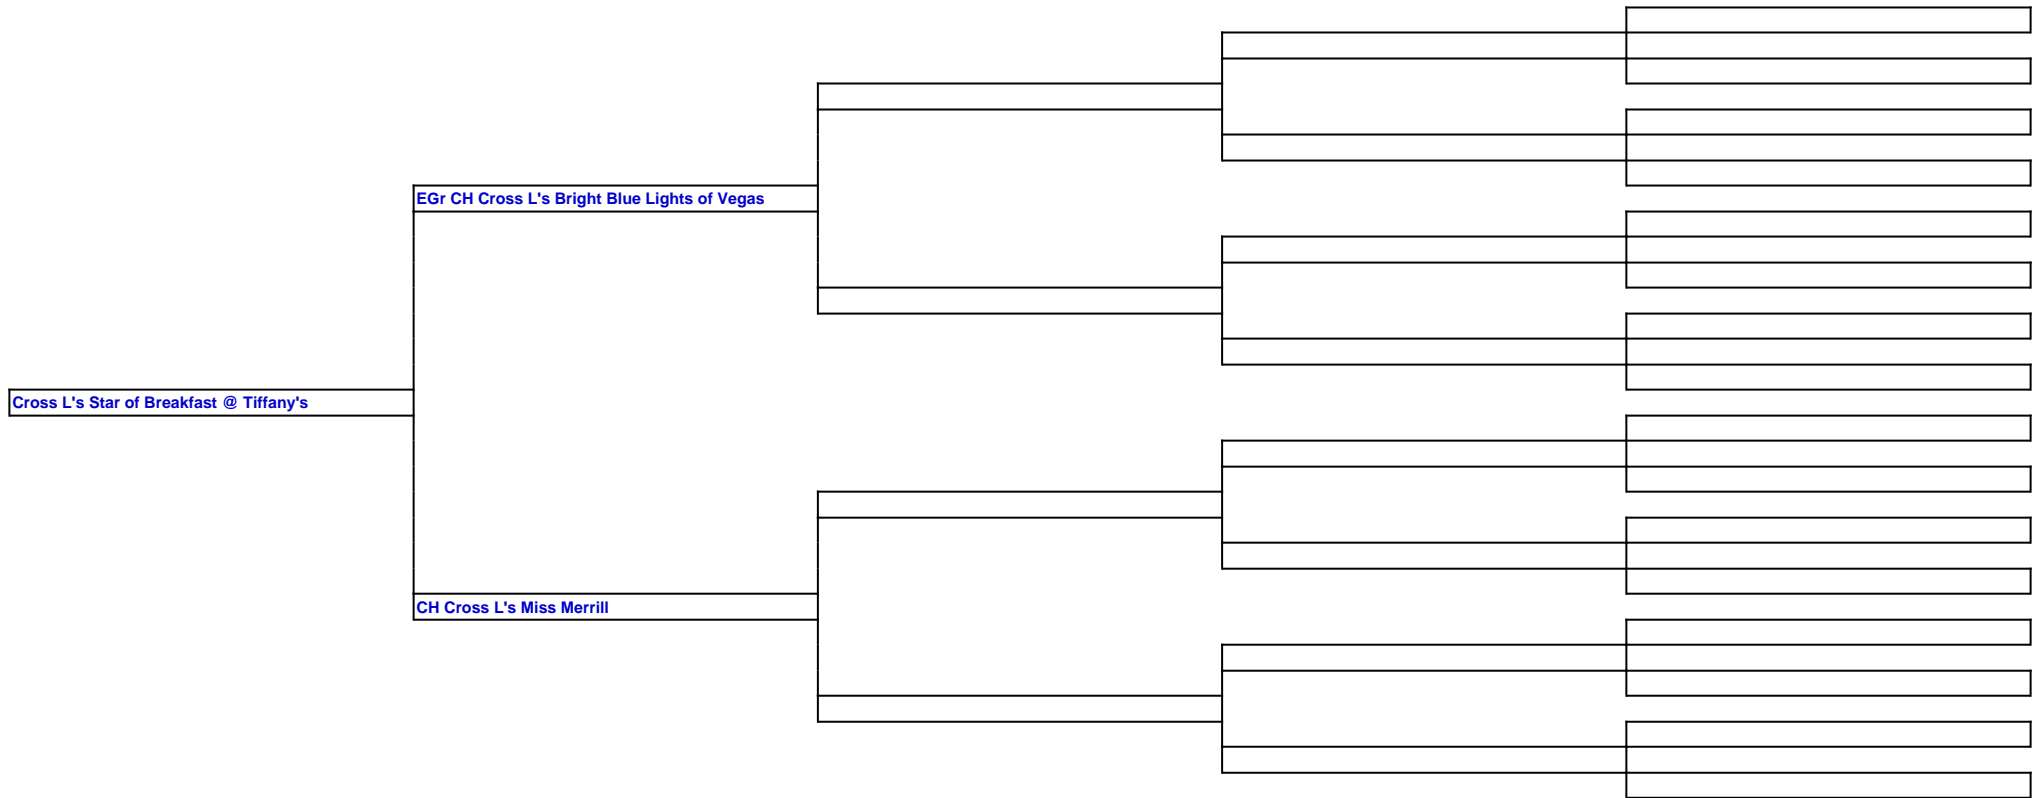 EGr CH Cross L's Bright Blue Lights of Vegas
Cross L's Star of Breakfast @ Tiffany's
CH Cross L's Miss Merrill